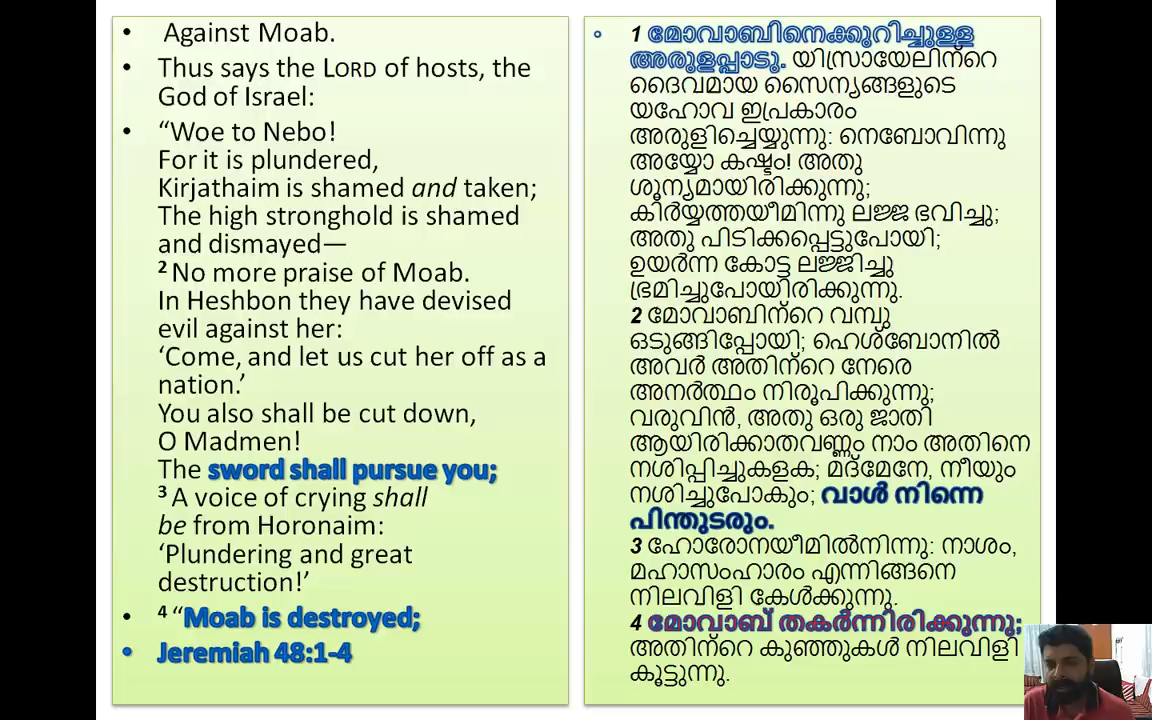 Against Moab.
Thus says the LORD of hosts, the
God of Israel:
“Woe to Nebo!
For it is plundered,
Kirjathaim is shamed and taken;
The high stronghold is shamed
and dismayed—
2 No more praise of Moab.
In Heshbon they have devised
evil against her:
‘Come, and let us cut her off as a
nation.’
You also shall be cut down,
O Madmen!
The sword shall pursue you;
3 A voice of crying shall
be from Horonaim:
‘Plundering and great
destruction!’
4 “Moab is destroyed;
Jeremiah 48:1-4
1 മോവാബിനെക്കുറിച്ചുള്ള
അരുളപ്പാടു. യിസ്രായേലിന്റെ
ദൈവമായ സൈന്യങ്ങളുടെ
യഹോവ ഇപ്രകാരം
അരുളിച്ചെയ്യുന്നു: നെബോവിന്നു
അയ്യോ കഷ്ടം! അതു
ശൂന്യമായിരിക്കുന്നു;
കിർയ്യത്തയീമിന്നു ലജ്ജ ഭവിച്ചു;
അതു പിടിക്കപ്പെട്ടുപോയി;
ഉയർന്ന കോട്ട ലജ്ജിച്ചു
ഭ്രമിച്ചുപോയിരിക്കുന്നു.
2 മോവാബിന്റെ വമ്പു
ഒടുങ്ങിപ്പോയി; ഹെശ്ബോനിൽ
അവർ അതിന്റെ നേരെ
അനർത്ഥം നിരൂപിക്കുന്നു;
വരുവിൻ, അതു ഒരു ജാതി
ആയിരിക്കാതവണ്ണം നാം അതിനെ
നശിപ്പിച്ചുകളക; മദ്മേനേ, നീയും
നശിച്ചുപോകും; വാൾ നിന്നെ
പിന്തുടരും.
3 ഹോരോനയീമിൽനിന്നു: നാശം,
മഹാസംഹാരം എന്നിങ്ങനെ
നിലവിളി കേൾക്കുന്നു.
4 മോവാബ് തകർന്നിരിക്കുന്നു;
അതിന്റെ കുഞ്ഞുകൾ നിലവിളി
കൂട്ടുന്നു.